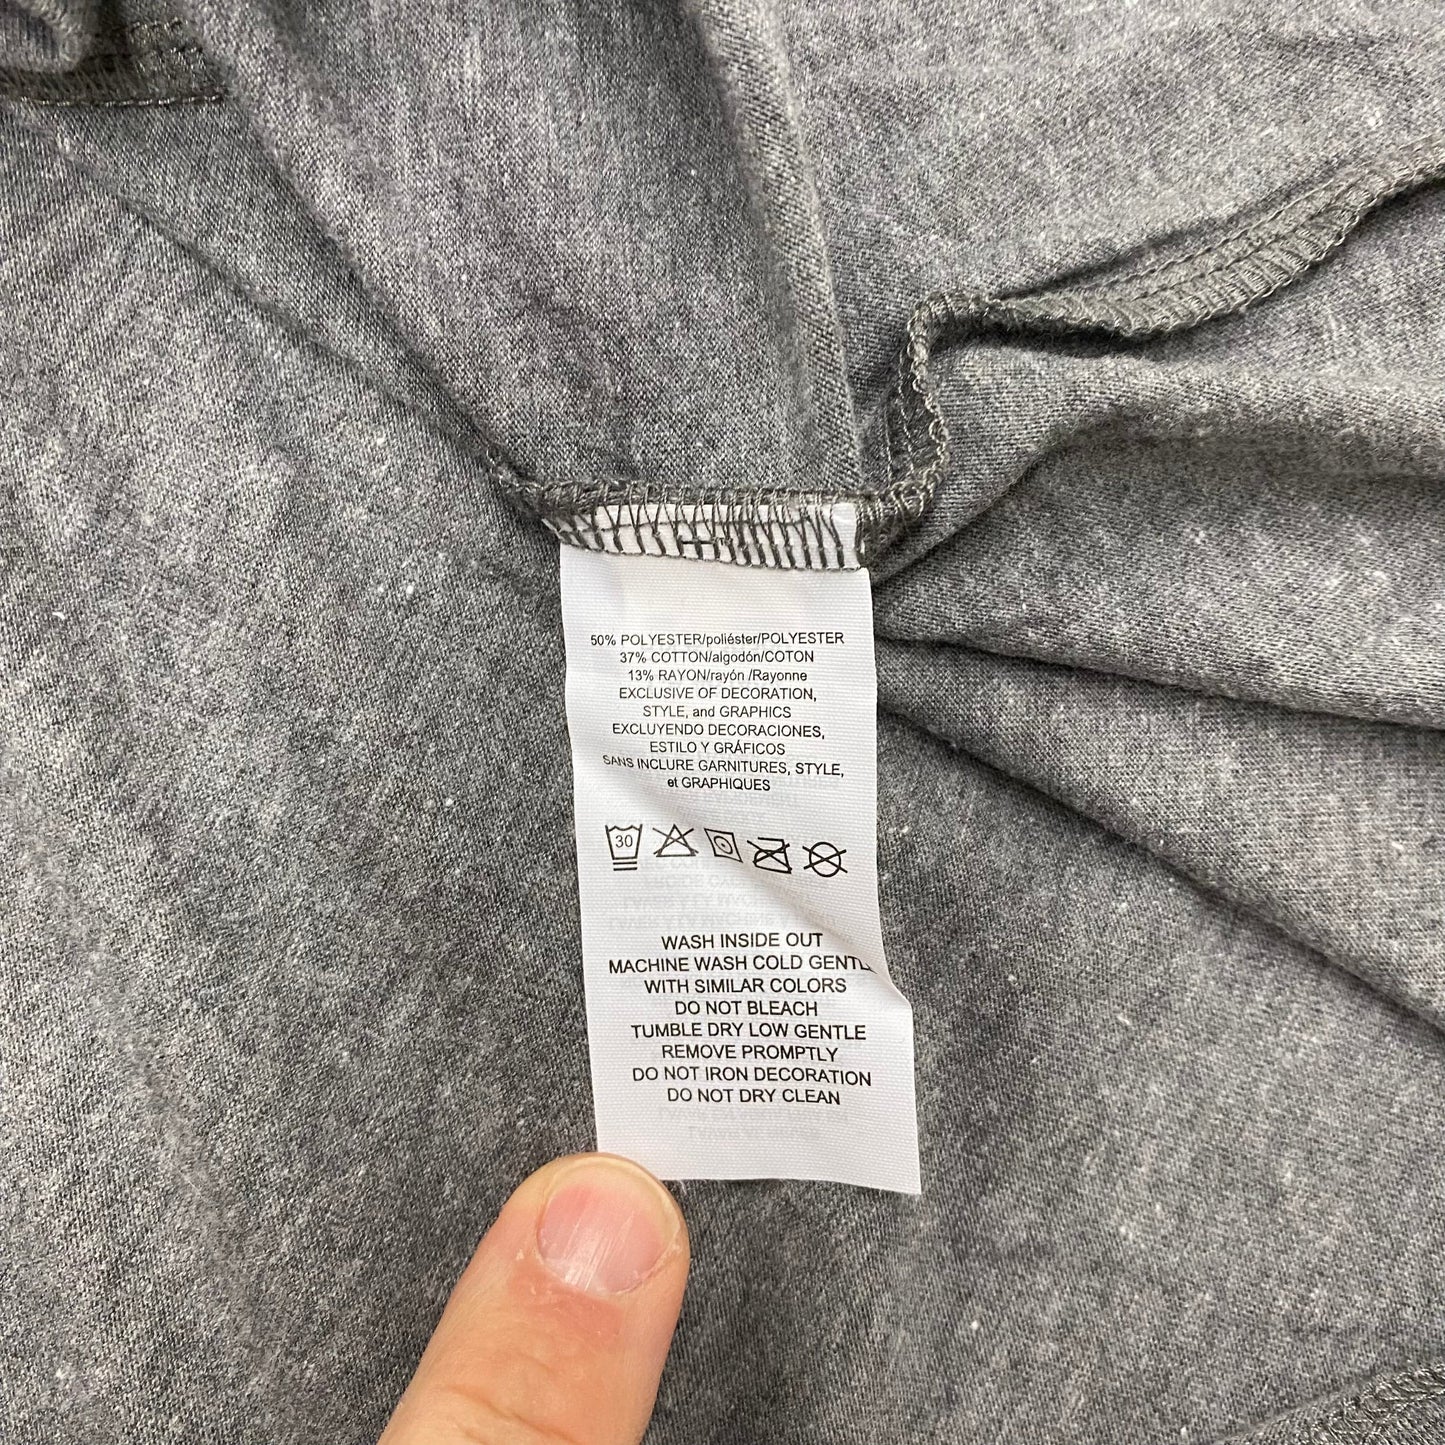 50% POLYESTER/poliéster/POLYESTER
37% COTTON/algodón/COTON
13% RAYON/rayón /Rayonne
EXCLUSIVE OF DECORATION,
STYLE, and GRAPHICS
EXCLUYENDO DECORACIONES,
ESTILO Y GRÁFICOS
SANS INCLURE GARNITURES, STYLE,
et GRAPHIQUES
30
WASH INSIDE OUT
MACHINE WASH COLD GENTL
WITH SIMILAR COLORS
DO NOT BLEACH
TUMBLE DRY LOW GENTLE
REMOVE PROMPTLY
DO NOT IRON DECORATION
DO NOT DRY CLEAN